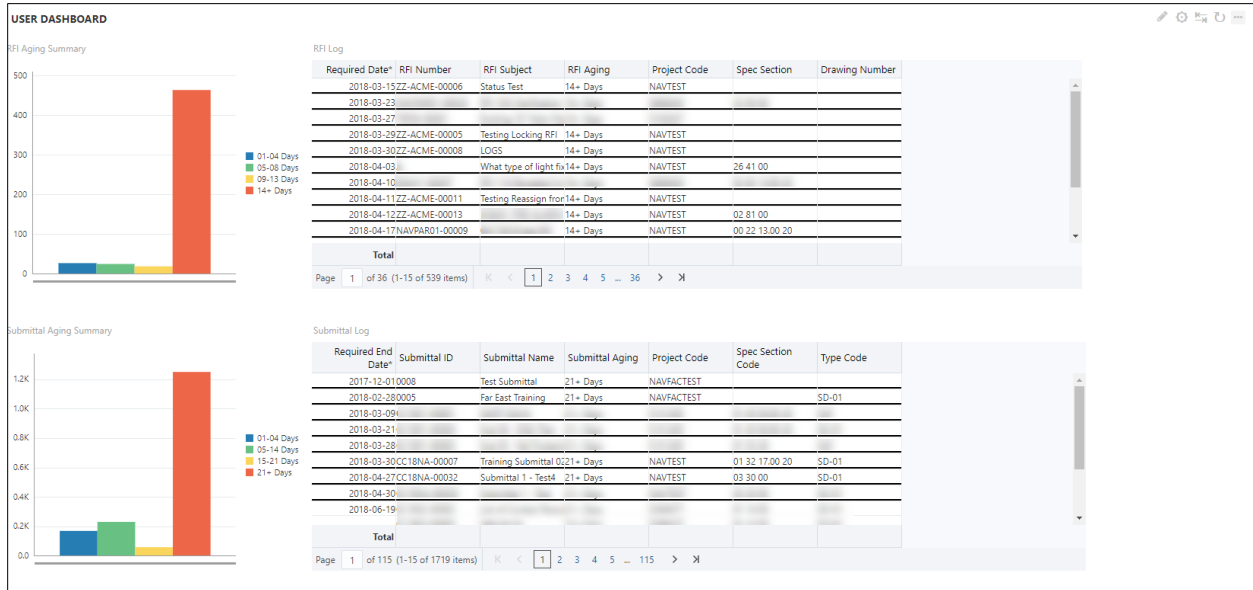 USER DASHBOARD
RFI Aging Summary
500
400
300
200
100
0
01-04 Days
05-08 Days
09-13 Days
14+ Days
RFI Log
Required Date* RFI Number RFI Subject RFI Aging Project Code Spec Section Drawing Number
2018-03-15 ZZ-ACME-00006 Status Test 14+ Days NAVTEST
2018-03-23
2018-03-27
2018-03-29 ZZ-ACME-00005 Testing Locking RFI 14+ Days NAVTEST
2018-03-30 ZZ-ACME-00008 LOGS 14+ Days NAVTEST
2018-04-03 What type of light fix 14+ Days NAVTEST 26 41 00
2018-04-10
2018-04-11 ZZ-ACME-00011 Testing Reassign fror 14+ Days NAVTEST
2018-04-12 ZZ-ACME-00013 14+ Days NAVTEST 02 81 00
2018-04-17 NAVPAR01-00009 14+ Days NAVTEST 00 22 13.00 20
Total
Page 1 of 36 (1-15 of 539 items) 1 2 3 4 5 ... 36
Submittal Aging Summary
1.2K
1.0K
0.8K
0.6K
0.4K
0.2K
0.0
01-04 Days
05-14 Days
15-21 Days
21+ Days
Submittal Log
Required End Date* Submittal ID Submittal Name Submittal Aging Project Code Spec Section Code Type Code
2017-12-01 0008 Test Submittal 21+ Days NAVFACTEST
2018-02-28 0005 Far East Training 21+ Days NAVFACTEST SD-01
2018-03-09
2018-03-21
2018-03-28
2018-03-30 CC18NA-00007 Training Submittal 02 21+ Days NAVTEST 01 32 17.00 20 SD-01
2018-04-27 CC18NA-00032 Submittal 1 - Test4 21+ Days NAVTEST 03 30 00 SD-01
2018-04-30
2018-06-19
Total
Page 1 of 115 (1-15 of 1719 items) 1 2 3 4 5 ... 115